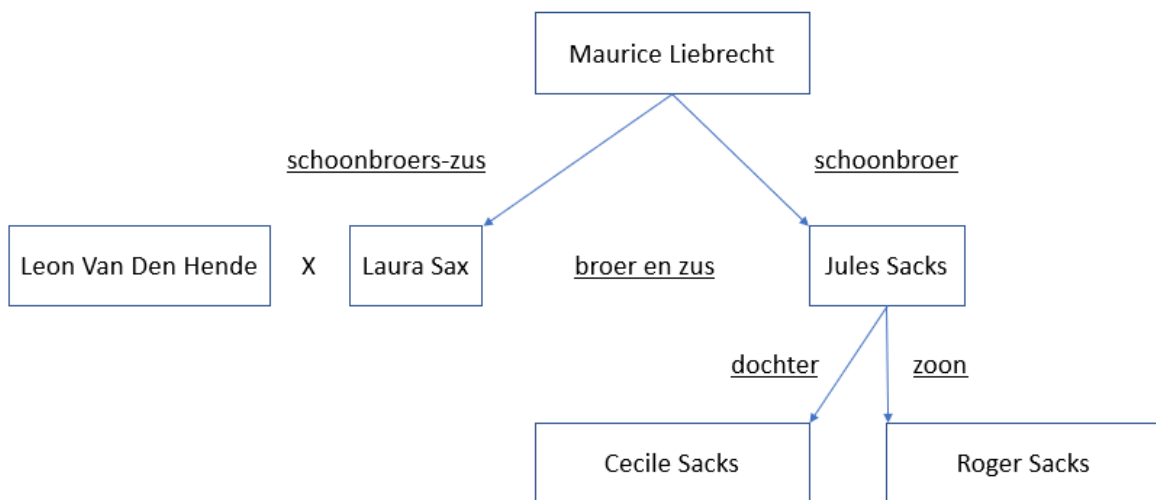 Maurice Liebrecht
schoonbroers-zus
schoonbroer
Leon Van Den Hende
X
Laura Sax
broer en zus
Jules Sacks
dochter
zoon
Cecile Sacks
Roger Sacks